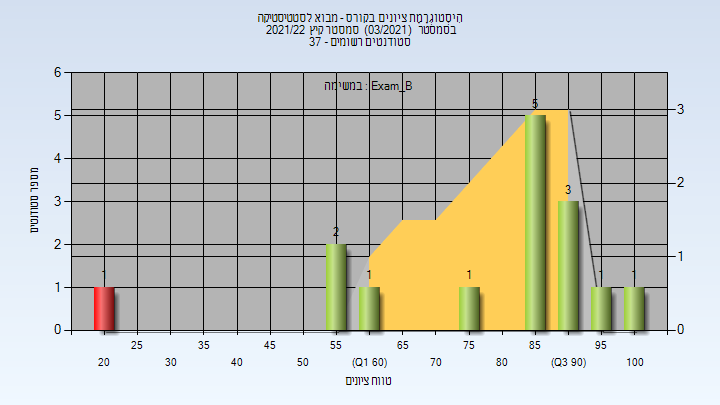 היסטוגרמת ציונים בקורס - מבוא לסטטיסטיקה
בסמסטר (03/2021) סמסטר קיץ 2021/22
סטודנטים רשומים - 37
במשימה : Exam_B
מספר סטודנטים
6
5
4
3
2
1
0
3
2
1
0
1
2
1
1
5
3
1
1
25 35 45 55 65 75 85 95
20 30 40 50 (Q1 60) 70 80 (Q3 90) 100
טווח ציונים